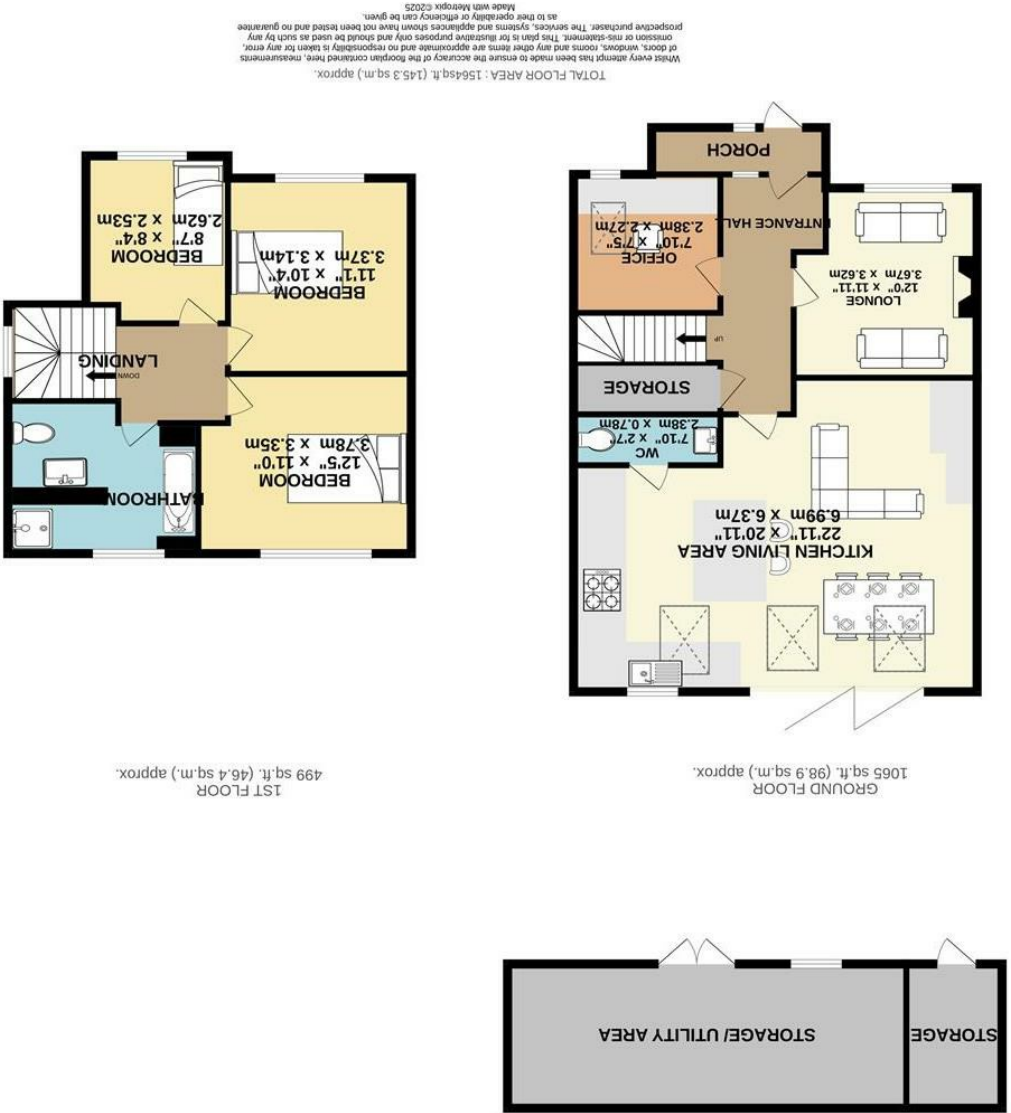 STORAGE
STORAGE/ UTILITY AREA
GROUND FLOOR
1065 sq.ft. (98.9 sq.m.) approx.
KITCHEN LIVING AREA
22'11" x 20'11"
6.99m x 6.37m
WC
7'10" x 2'7"
2.38m x 0.78m
STORAGE
UP
LOUNGE
12'0" x 11'11"
3.67m x 3.62m
OFFICE
7'10" x 7'5"
2.38m x 2.27m
ENTRANCE HALL
PORCH
1ST FLOOR
499 sq.ft. (46.4 sq.m.) approx.
BATHROOM
BEDROOM
12'5" x 11'0"
3.78m x 3.35m
DOWN
LANDING
BEDROOM
11'1" x 10'4"
3.37m x 3.14m
BEDROOM
8'7" x 8'4"
2.62m x 2.53m
TOTAL FLOOR AREA : 1564sq.ft. (145.3 sq.m.) approx.
Whilst every attempt has been made to ensure the accuracy of the floorplan contained here, measurements
of doors, windows, rooms and any other items are approximate and no responsibility is taken for any error,
omission or mis-statement. This plan is for illustrative purposes only and should be used as such by any
prospective purchaser. The services, systems and appliances shown have not been tested and no guarantee
as to their operability or efficiency can be given.
Made with Metropix ©2025